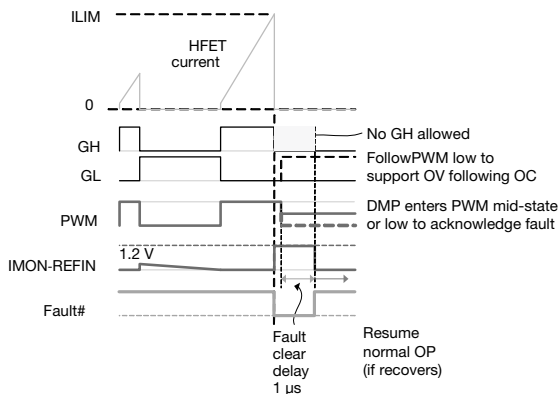 ILIM
HFET
current
0
GH
No GH allowed
GL
FollowPWM low to
support OV following OC
PWM
DMP enters PWM mid-state
or low to acknowledge fault
1.2 V
IMON-REFIN
Fault#
Fault
clear
delay
1 µs
Resume
normal OP
(if recovers)